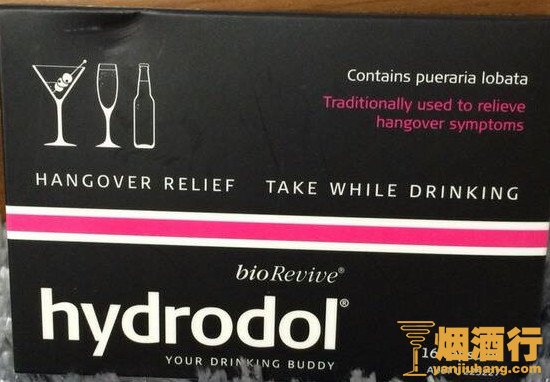 Contains pueraria lobata
Traditionally used to relieve
hangover symptoms
HANGOVER RELIEF TAKE WHILE DRINKING
bioRevive®
hydrodol®
YOUR DRINKING BUDDY
16
烟酒行
yanjiuhang.com